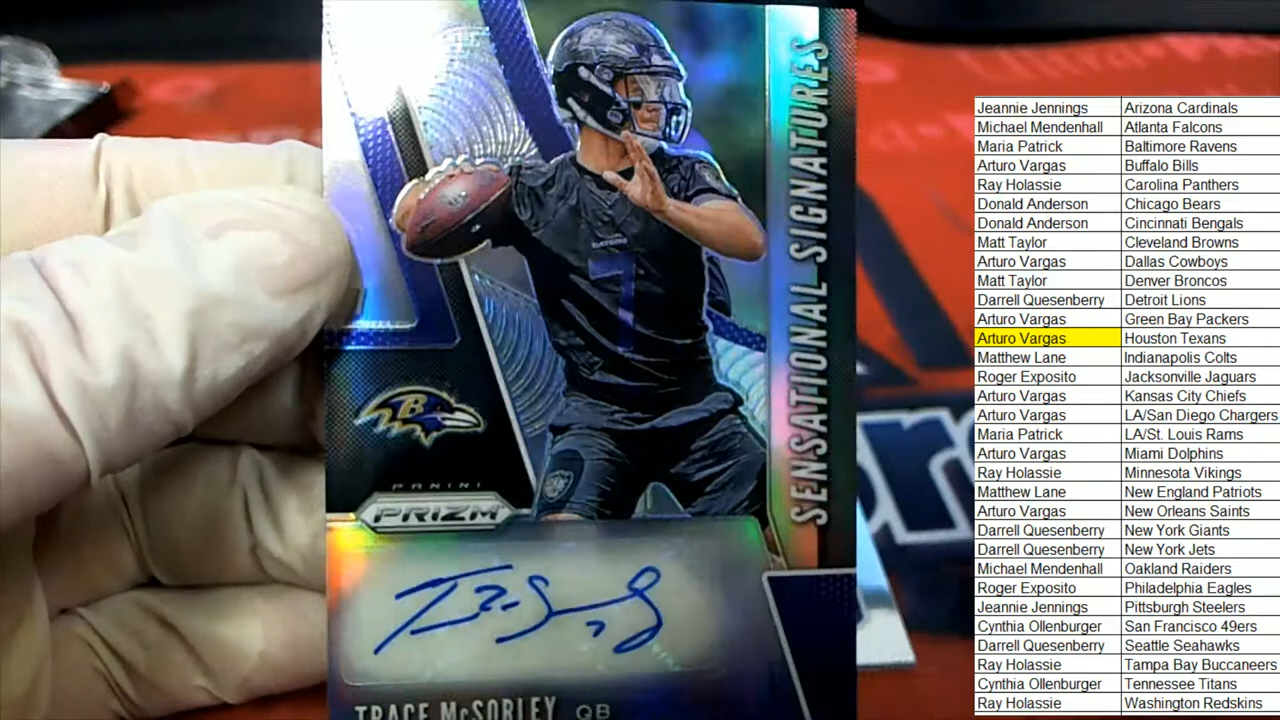 SENSATIONAL SIGNATURES
7
B
PANINI
PRIZM
TRACE McSORLEY QB
Jeannie Jennings Arizona Cardinals
Michael Mendenhall Atlanta Falcons
Maria Patrick Baltimore Ravens
Arturo Vargas Buffalo Bills
Ray Holassie Carolina Panthers
Donald Anderson Chicago Bears
Donald Anderson Cincinnati Bengals
Matt Taylor Cleveland Browns
Arturo Vargas Dallas Cowboys
Matt Taylor Denver Broncos
Darrell Quesenberry Detroit Lions
Arturo Vargas Green Bay Packers
Arturo Vargas Houston Texans
Matthew Lane Indianapolis Colts
Roger Exposito Jacksonville Jaguars
Arturo Vargas Kansas City Chiefs
Arturo Vargas LA/San Diego Chargers
Maria Patrick LA/St. Louis Rams
Arturo Vargas Miami Dolphins
Ray Holassie Minnesota Vikings
Matthew Lane New England Patriots
Arturo Vargas New Orleans Saints
Darrell Quesenberry New York Giants
Darrell Quesenberry New York Jets
Michael Mendenhall Oakland Raiders
Roger Exposito Philadelphia Eagles
Jeannie Jennings Pittsburgh Steelers
Cynthia Ollenburger San Francisco 49ers
Darrell Quesenberry Seattle Seahawks
Ray Holassie Tampa Bay Buccaneers
Cynthia Ollenburger Tennessee Titans
Ray Holassie Washington Redskins